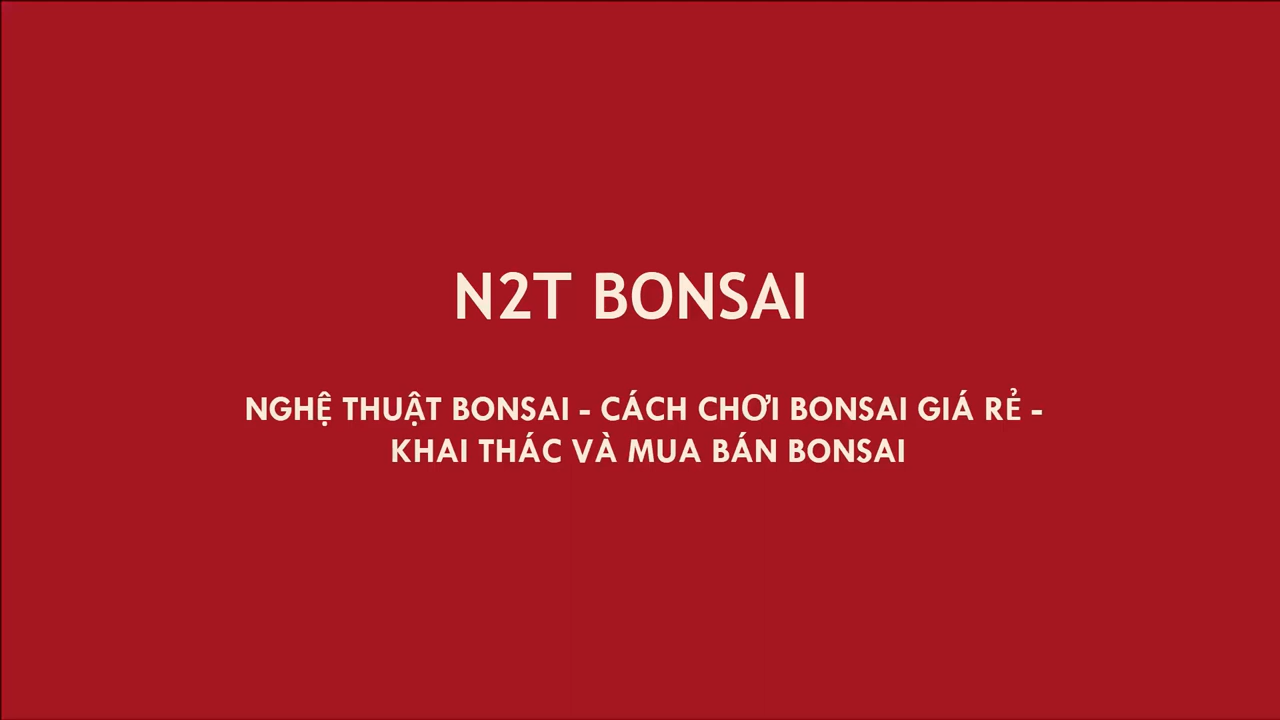 N2T BONSAI
NGHỆ THUẬT BONSAI - CÁCH CHƠI BONSAI GIÁ RẺ -
KHAI THÁC VÀ MUA BÁN BONSAI